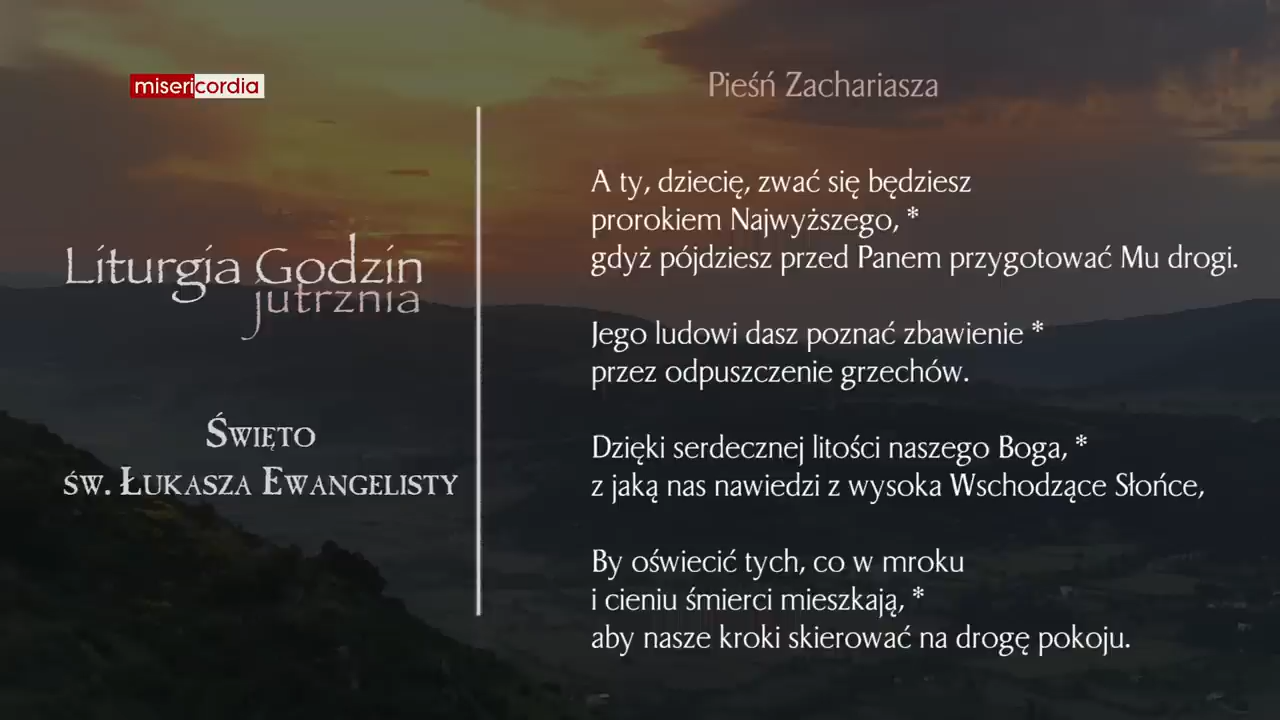 misericordia
Liturgia Godzin
jutrznia
Święto
św. Łukasza Ewangelisty
Pieśń Zachariasza
A ty, dziecię, zwać się będziesz
prorokiem Najwyższego, *
gdyż pójdziesz przed Panem przygotować Mu drogi.
Jego ludowi dasz poznać zbawienie *
przez odpuszczenie grzechów.
Dzięki serdecznej litości naszego Boga, *
z jaką nas nawiedzi z wysoka Wschodzące Słońce,
By oświecić tych, co w mroku
i cieniu śmierci mieszkają, *
aby nasze kroki skierować na drogę pokoju.